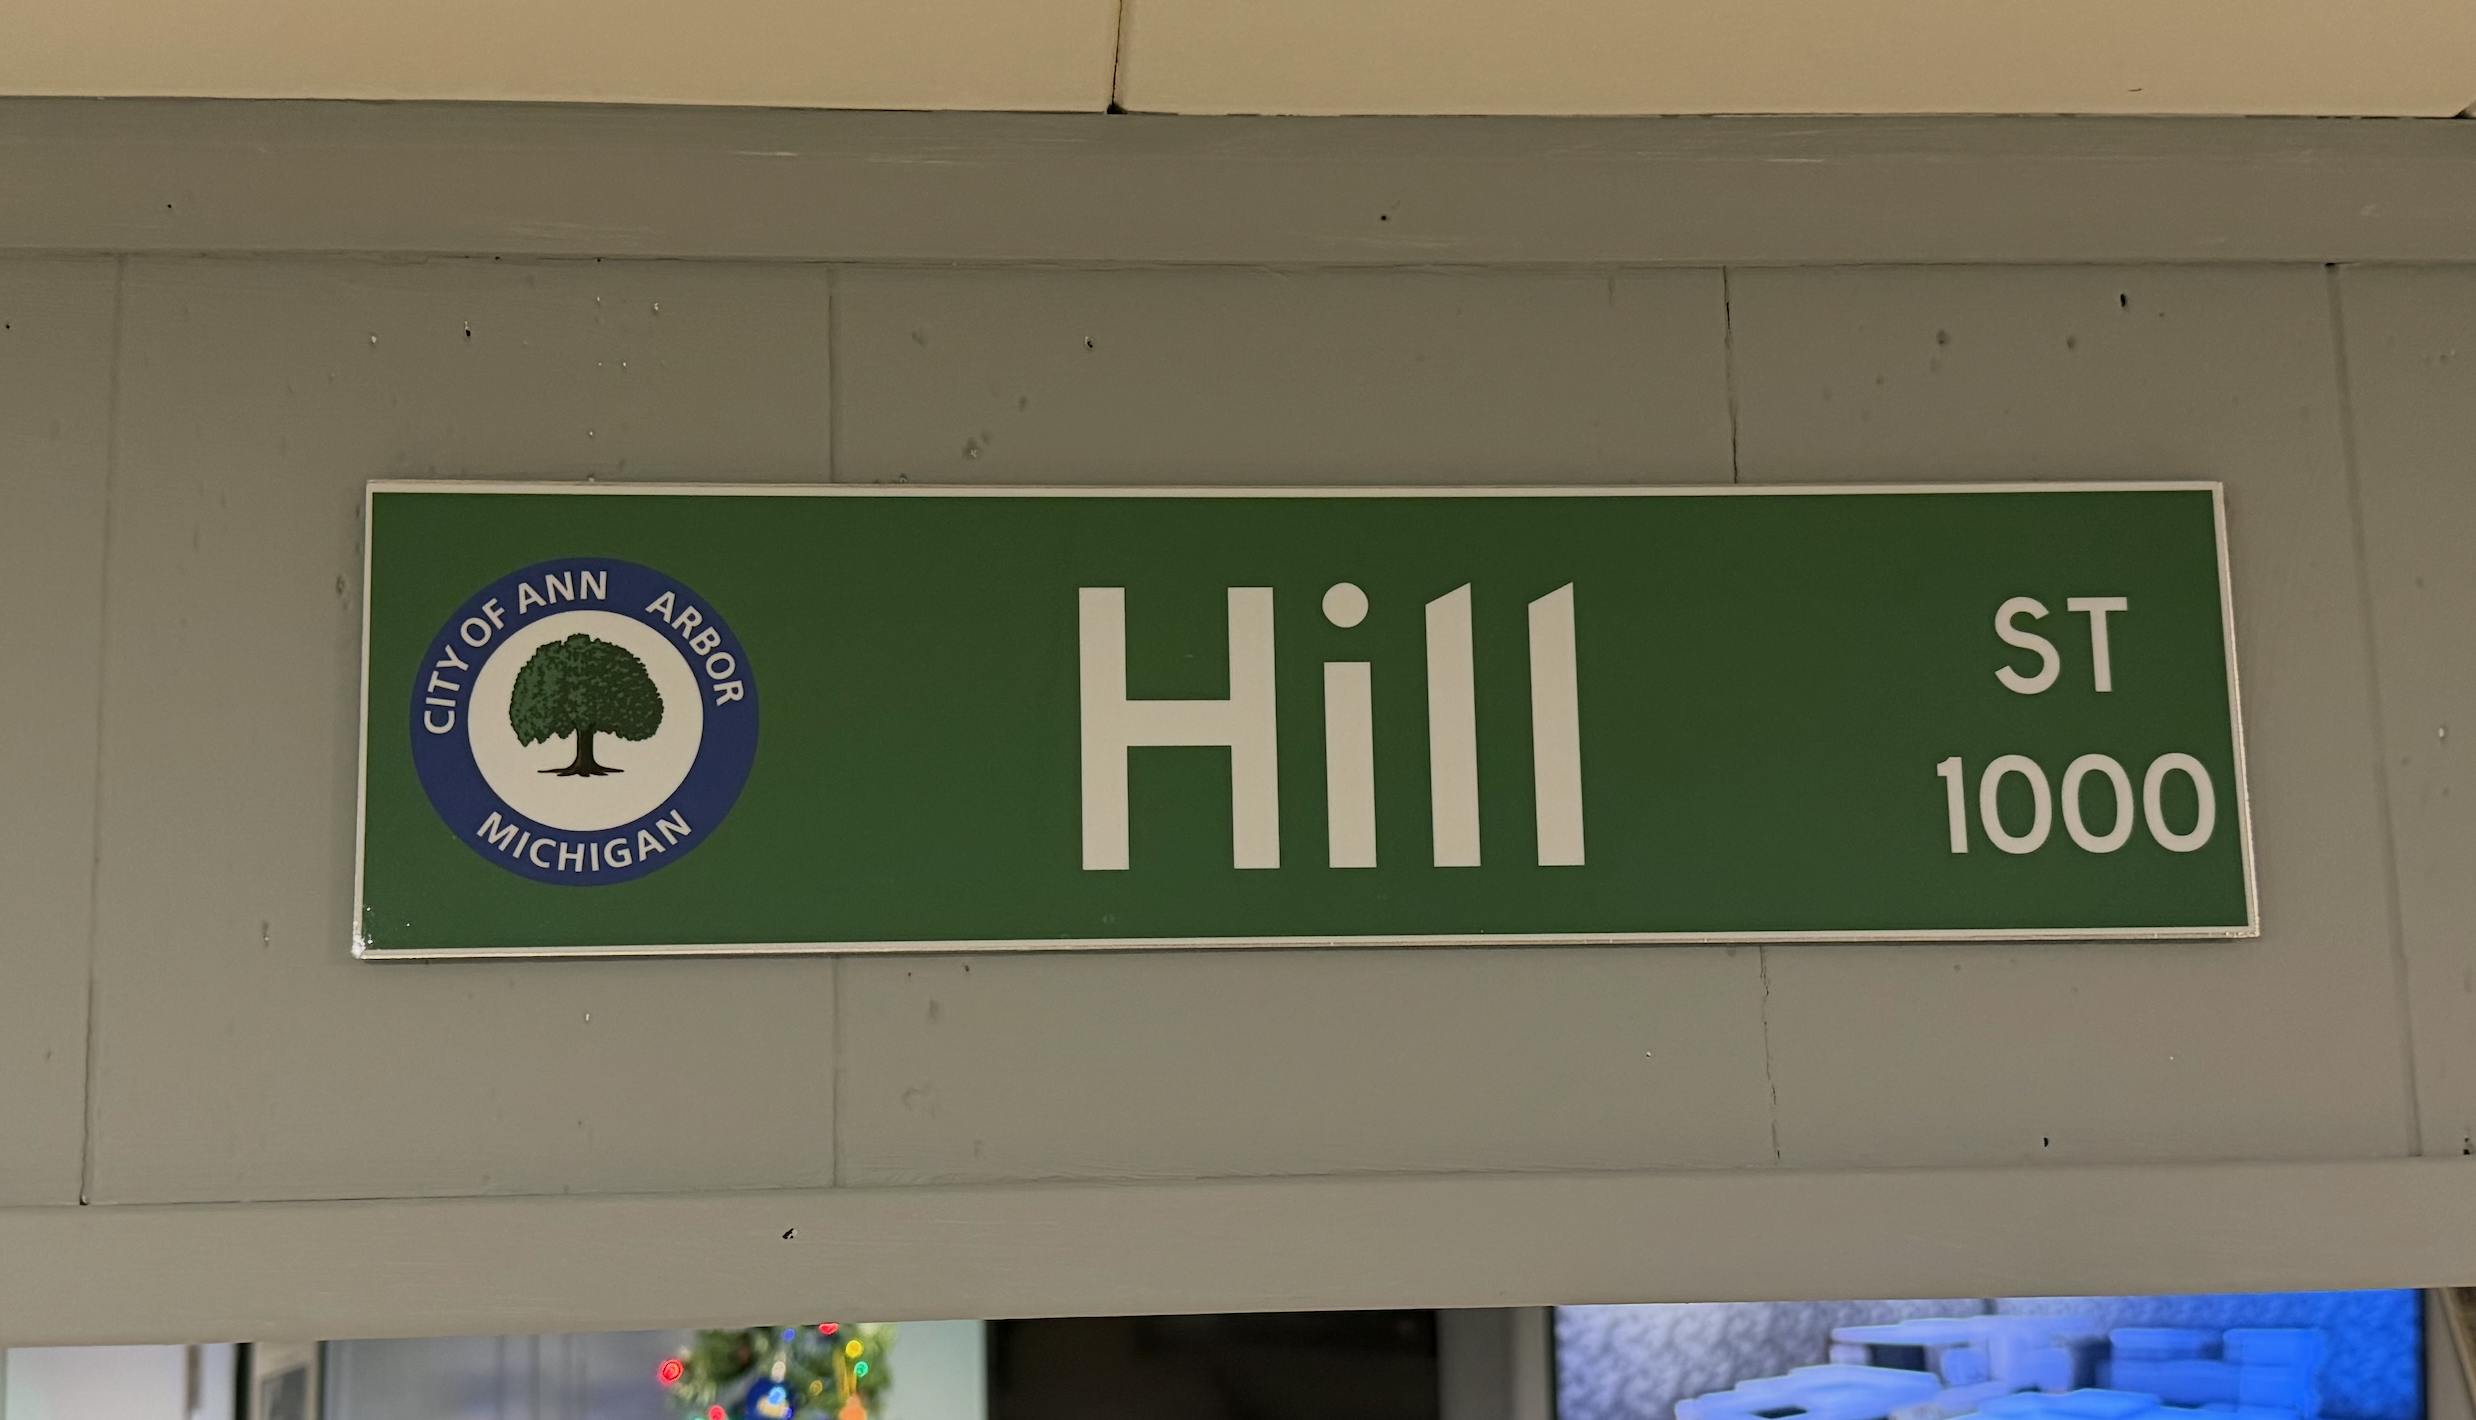 CITY OF ANN ARBOR
MICHIGAN
Hill
ST
1000